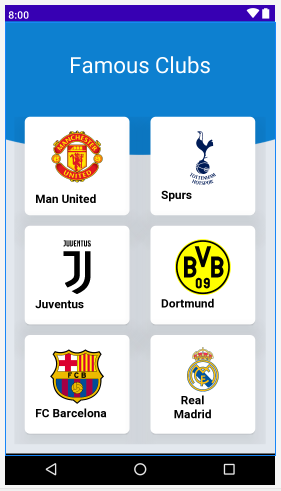 8:00
Famous Clubs
MANCHESTER
UNITED
TOTTENHAM
HOTSPUR
Man United
Spurs
JUVENTUS
BVB
09
Juventus
Dortmund
FCB
FC Barcelona
Real
Madrid